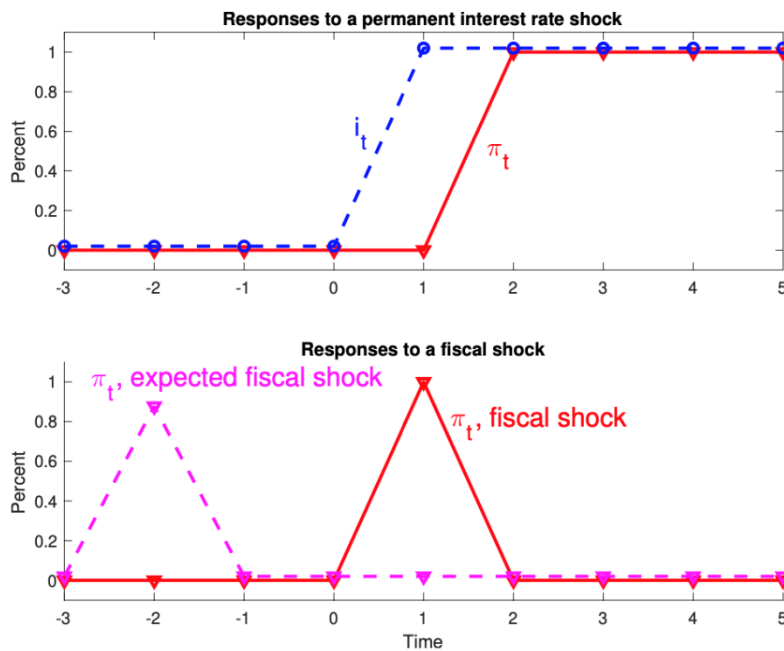 Responses to a permanent interest rate shock
Percent
1
0.8
0.6
0.4
0.2
0
i_t
π_t
-3 -2 -1 0 1 2 3 4 5
Responses to a fiscal shock
Percent
1
0.8
0.6
0.4
0.2
0
π_t, expected fiscal shock
π_t, fiscal shock
-3 -2 -1 0 1 2 3 4 5
Time